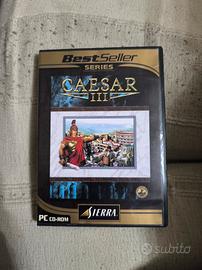 BestSeller
SERIES
CAESAR
III
PC CD-ROM
SIERRA
subito